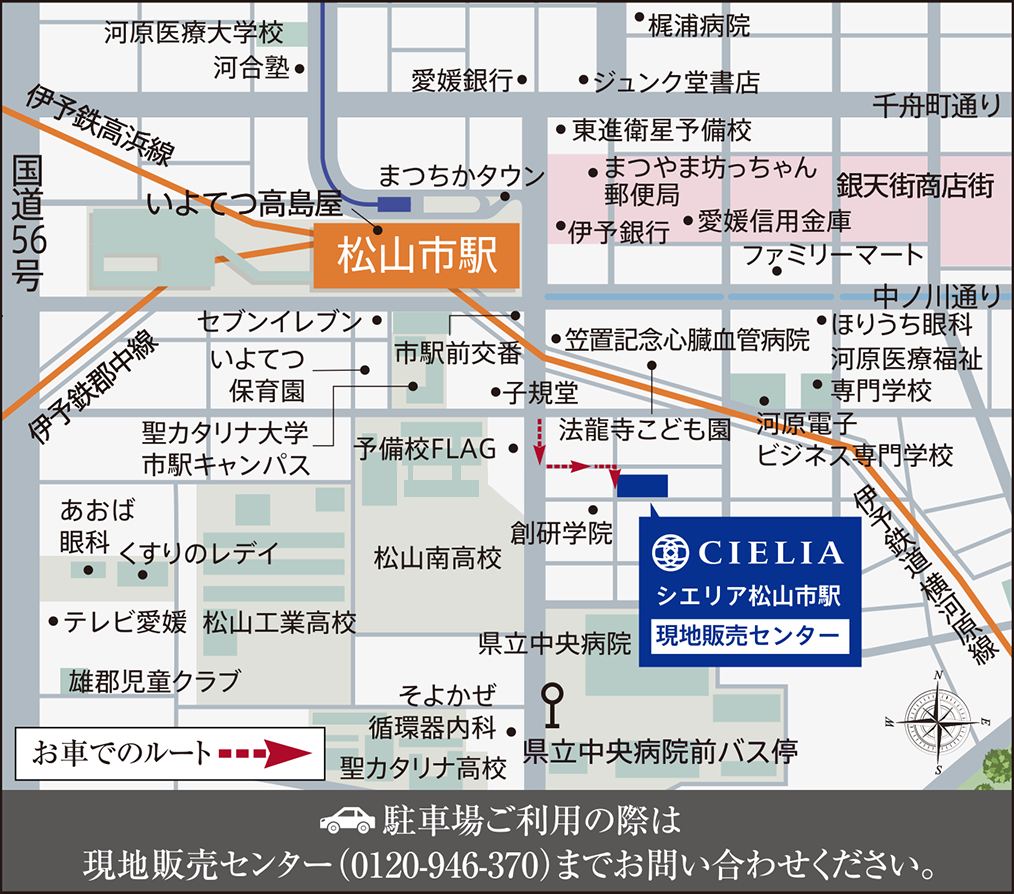 河原医療大学校
河合塾
愛媛銀行
梶浦病院
ジュンク堂書店
千舟町通り
伊予鉄高浜線
東進衛星予備校
国道56号
いよてつ高島屋
まつちかタウン
まつやま坊っちゃん
郵便局
銀天街商店街
伊予銀行
愛媛信用金庫
松山市駅
ファミリーマート
中ノ川通り
伊予鉄郡中線
セブンイレブン
いよてつ
保育園
市駅前交番
笠置記念心臓血管病院
ほりうち眼科
河原医療福祉
専門学校
子規堂
聖カタリナ大学
市駅キャンパス
予備校FLAG
法龍寺こども園
河原電子
ビジネス専門学校
伊予鉄道 横河原線
あおば
眼科
くすりのレディ
松山南高校
創研学院
CIELIA
シエリア松山市駅
現地販売センター
テレビ愛媛
松山工業高校
県立中央病院
雄郡児童クラブ
そよかぜ
循環器内科
県立中央病院前バス停
聖カタリナ高校
N
W
E
S
お車でのルート
駐車場ご利用の際は
現地販売センター(0120-946-370)までお問い合わせください。